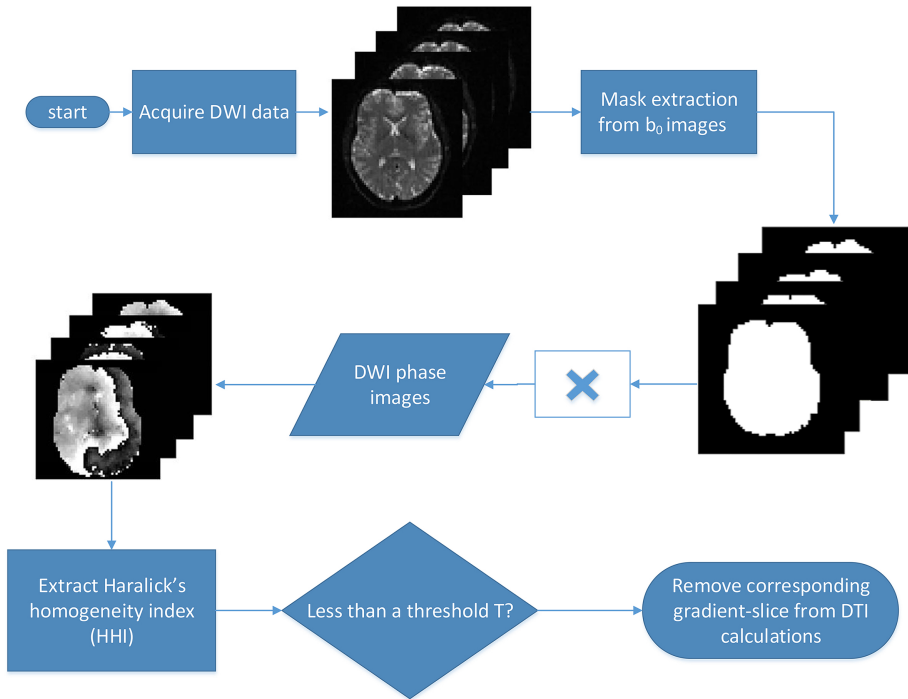 start
Acquire DWI data
Mask extraction
from b₀ images
DWI phase
images
Extract Haralick's
homogeneity index
(HHI)
Less than a threshold T?
Remove corresponding
gradient-slice from DTI
calculations